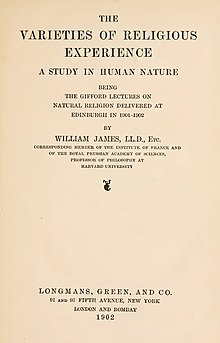 THE
VARIETIES OF RELIGIOUS
EXPERIENCE
A STUDY IN HUMAN NATURE
BEING
THE GIFFORD LECTURES ON
NATURAL RELIGION DELIVERED AT
EDINBURGH IN 1901-1902
BY
WILLIAM JAMES, LL.D., ETC.
CORRESPONDING MEMBER OF THE INSTITUTE OF FRANCE AND
OF THE ROYAL PRUSSIAN ACADEMY OF SCIENCES,
PROFESSOR OF PHILOSOPHY AT
HARVARD UNIVERSITY
LONGMANS, GREEN, AND CO.
91 AND 93 FIFTH AVENUE, NEW YORK
LONDON AND BOMBAY
1902